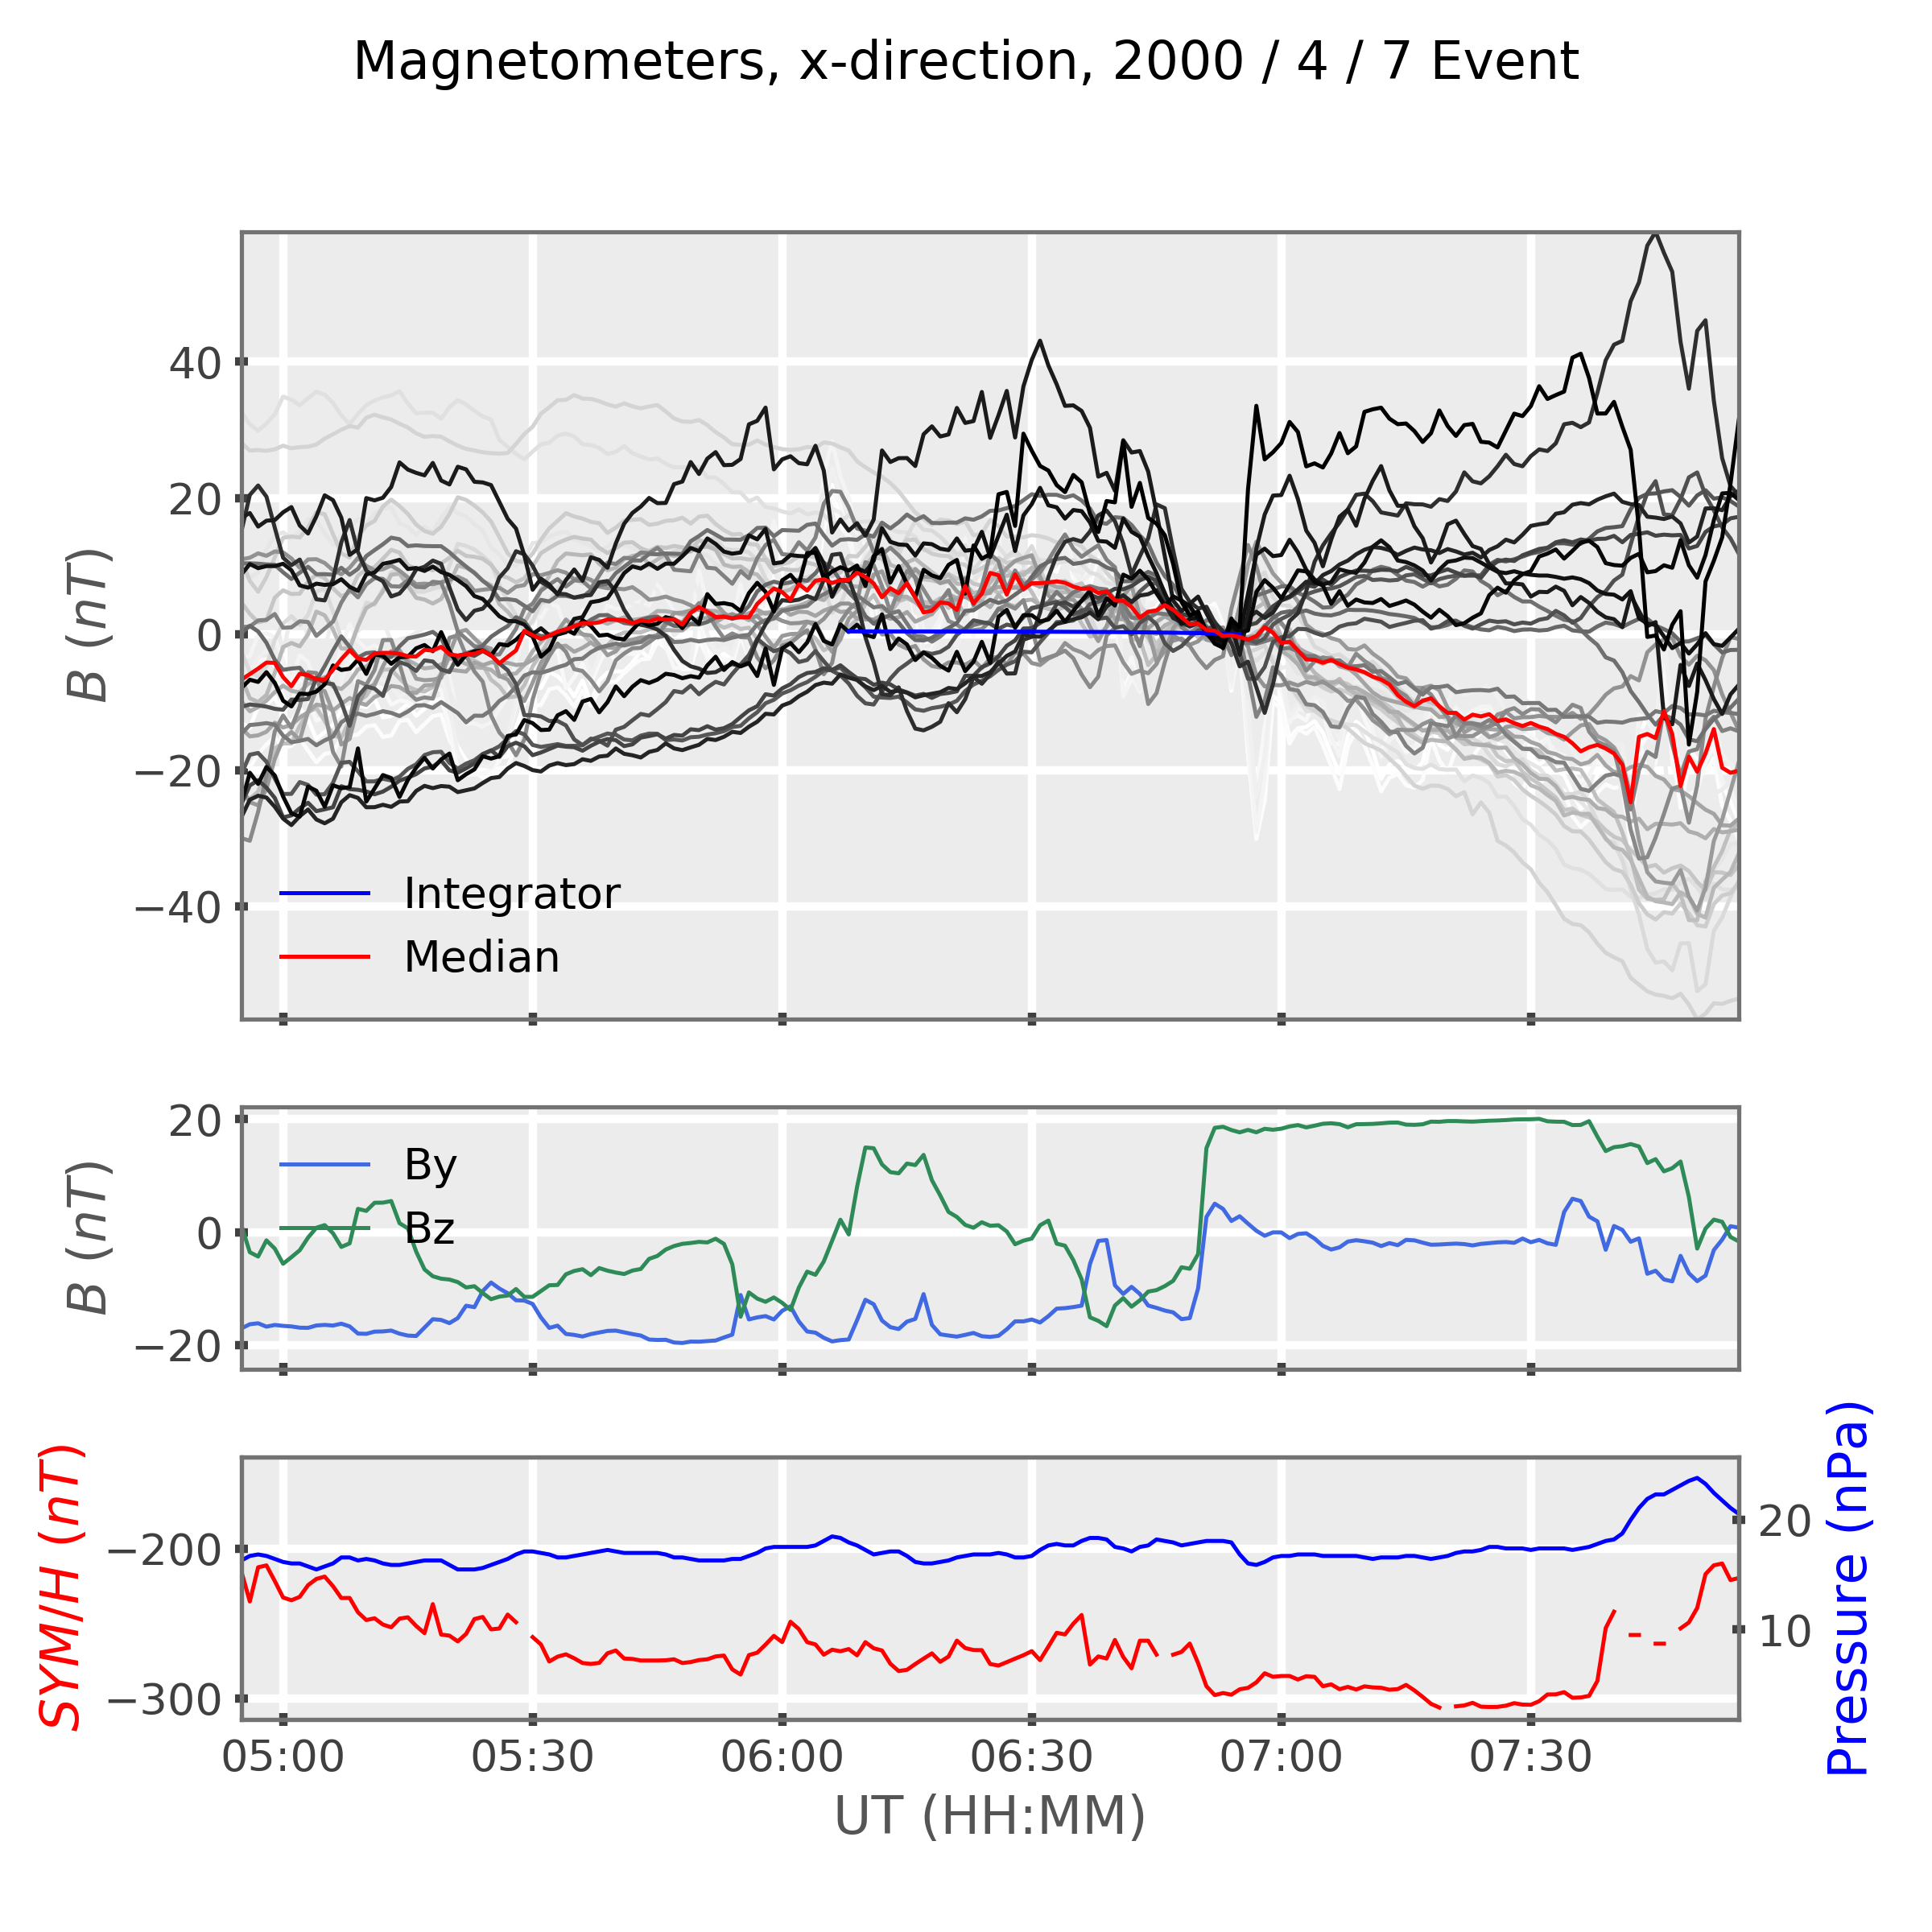 Magnetometers, x-direction, 2000 / 4 / 7 Event
B (nT)
40
20
0
−20
−40
Integrator
Median
B (nT)
20
0
−20
By
Bz
SYM/H (nT)
−200
−300
20
10
Pressure (nPa)
05:00 05:30 06:00 06:30 07:00 07:30
UT (HH:MM)